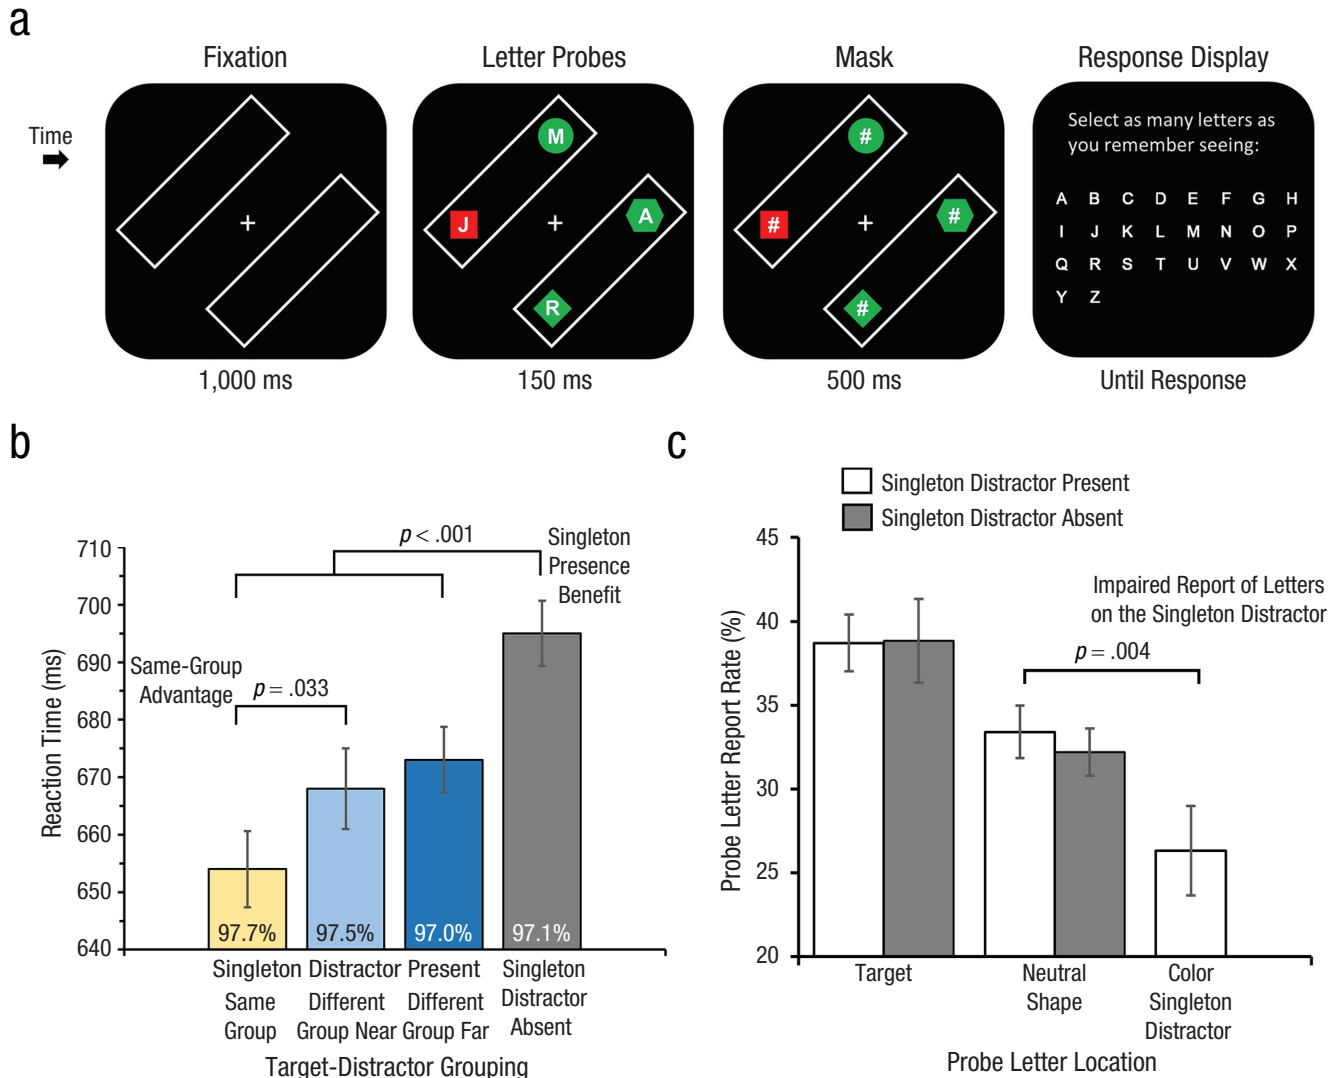 a
Fixation
Letter Probes
Mask
Response Display
Time
M
J
A
R
#
#
#
#
Select as many letters as
you remember seeing:
A B C D E F G H
I J K L M N O P
Q R S T U V W X
Y Z
1,000 ms
150 ms
500 ms
Until Response
b
710
700
690
680
670
660
650
640
Reaction Time (ms)
p < .001
Singleton
Presence
Benefit
Same-Group
Advantage
p = .033
97.7%
97.5%
97.0%
97.1%
Singleton Distractor Present
Same
Group
Different
Group Near
Different
Group Far
Singleton
Distractor
Absent
Target-Distractor Grouping
c
Singleton Distractor Present
Singleton Distractor Absent
45
40
35
30
25
20
Probe Letter Report Rate (%)
Impaired Report of Letters
on the Singleton Distractor
p = .004
Target
Neutral
Shape
Color
Singleton
Distractor
Probe Letter Location